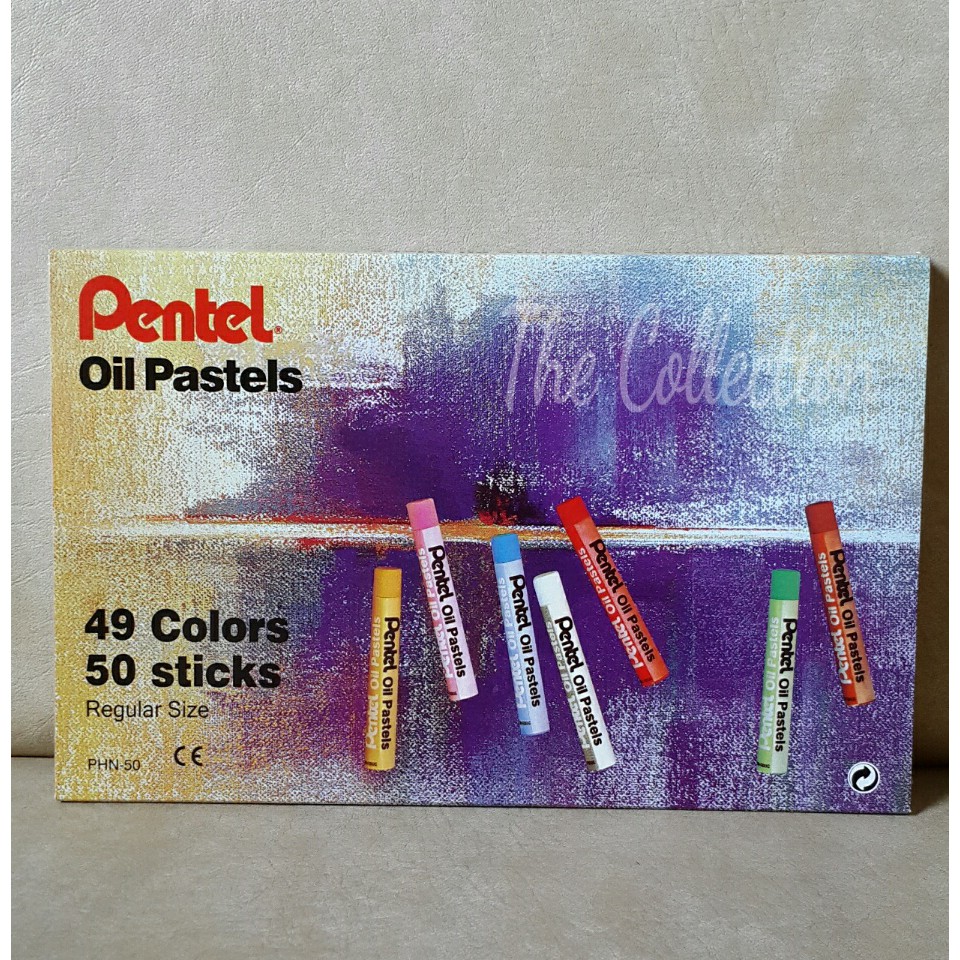 Pentel®
Oil Pastels
The Collection
49 Colors
50 sticks
Regular Size
PHN-50
CE
Pentel Oil Pastels
Pentel Oil Pastels
Pentel Oil Pastels
Pentel Oil Pastels
Pentel Oil Pastels
Pentel Oil Pastels
Pentel Oil Pastels